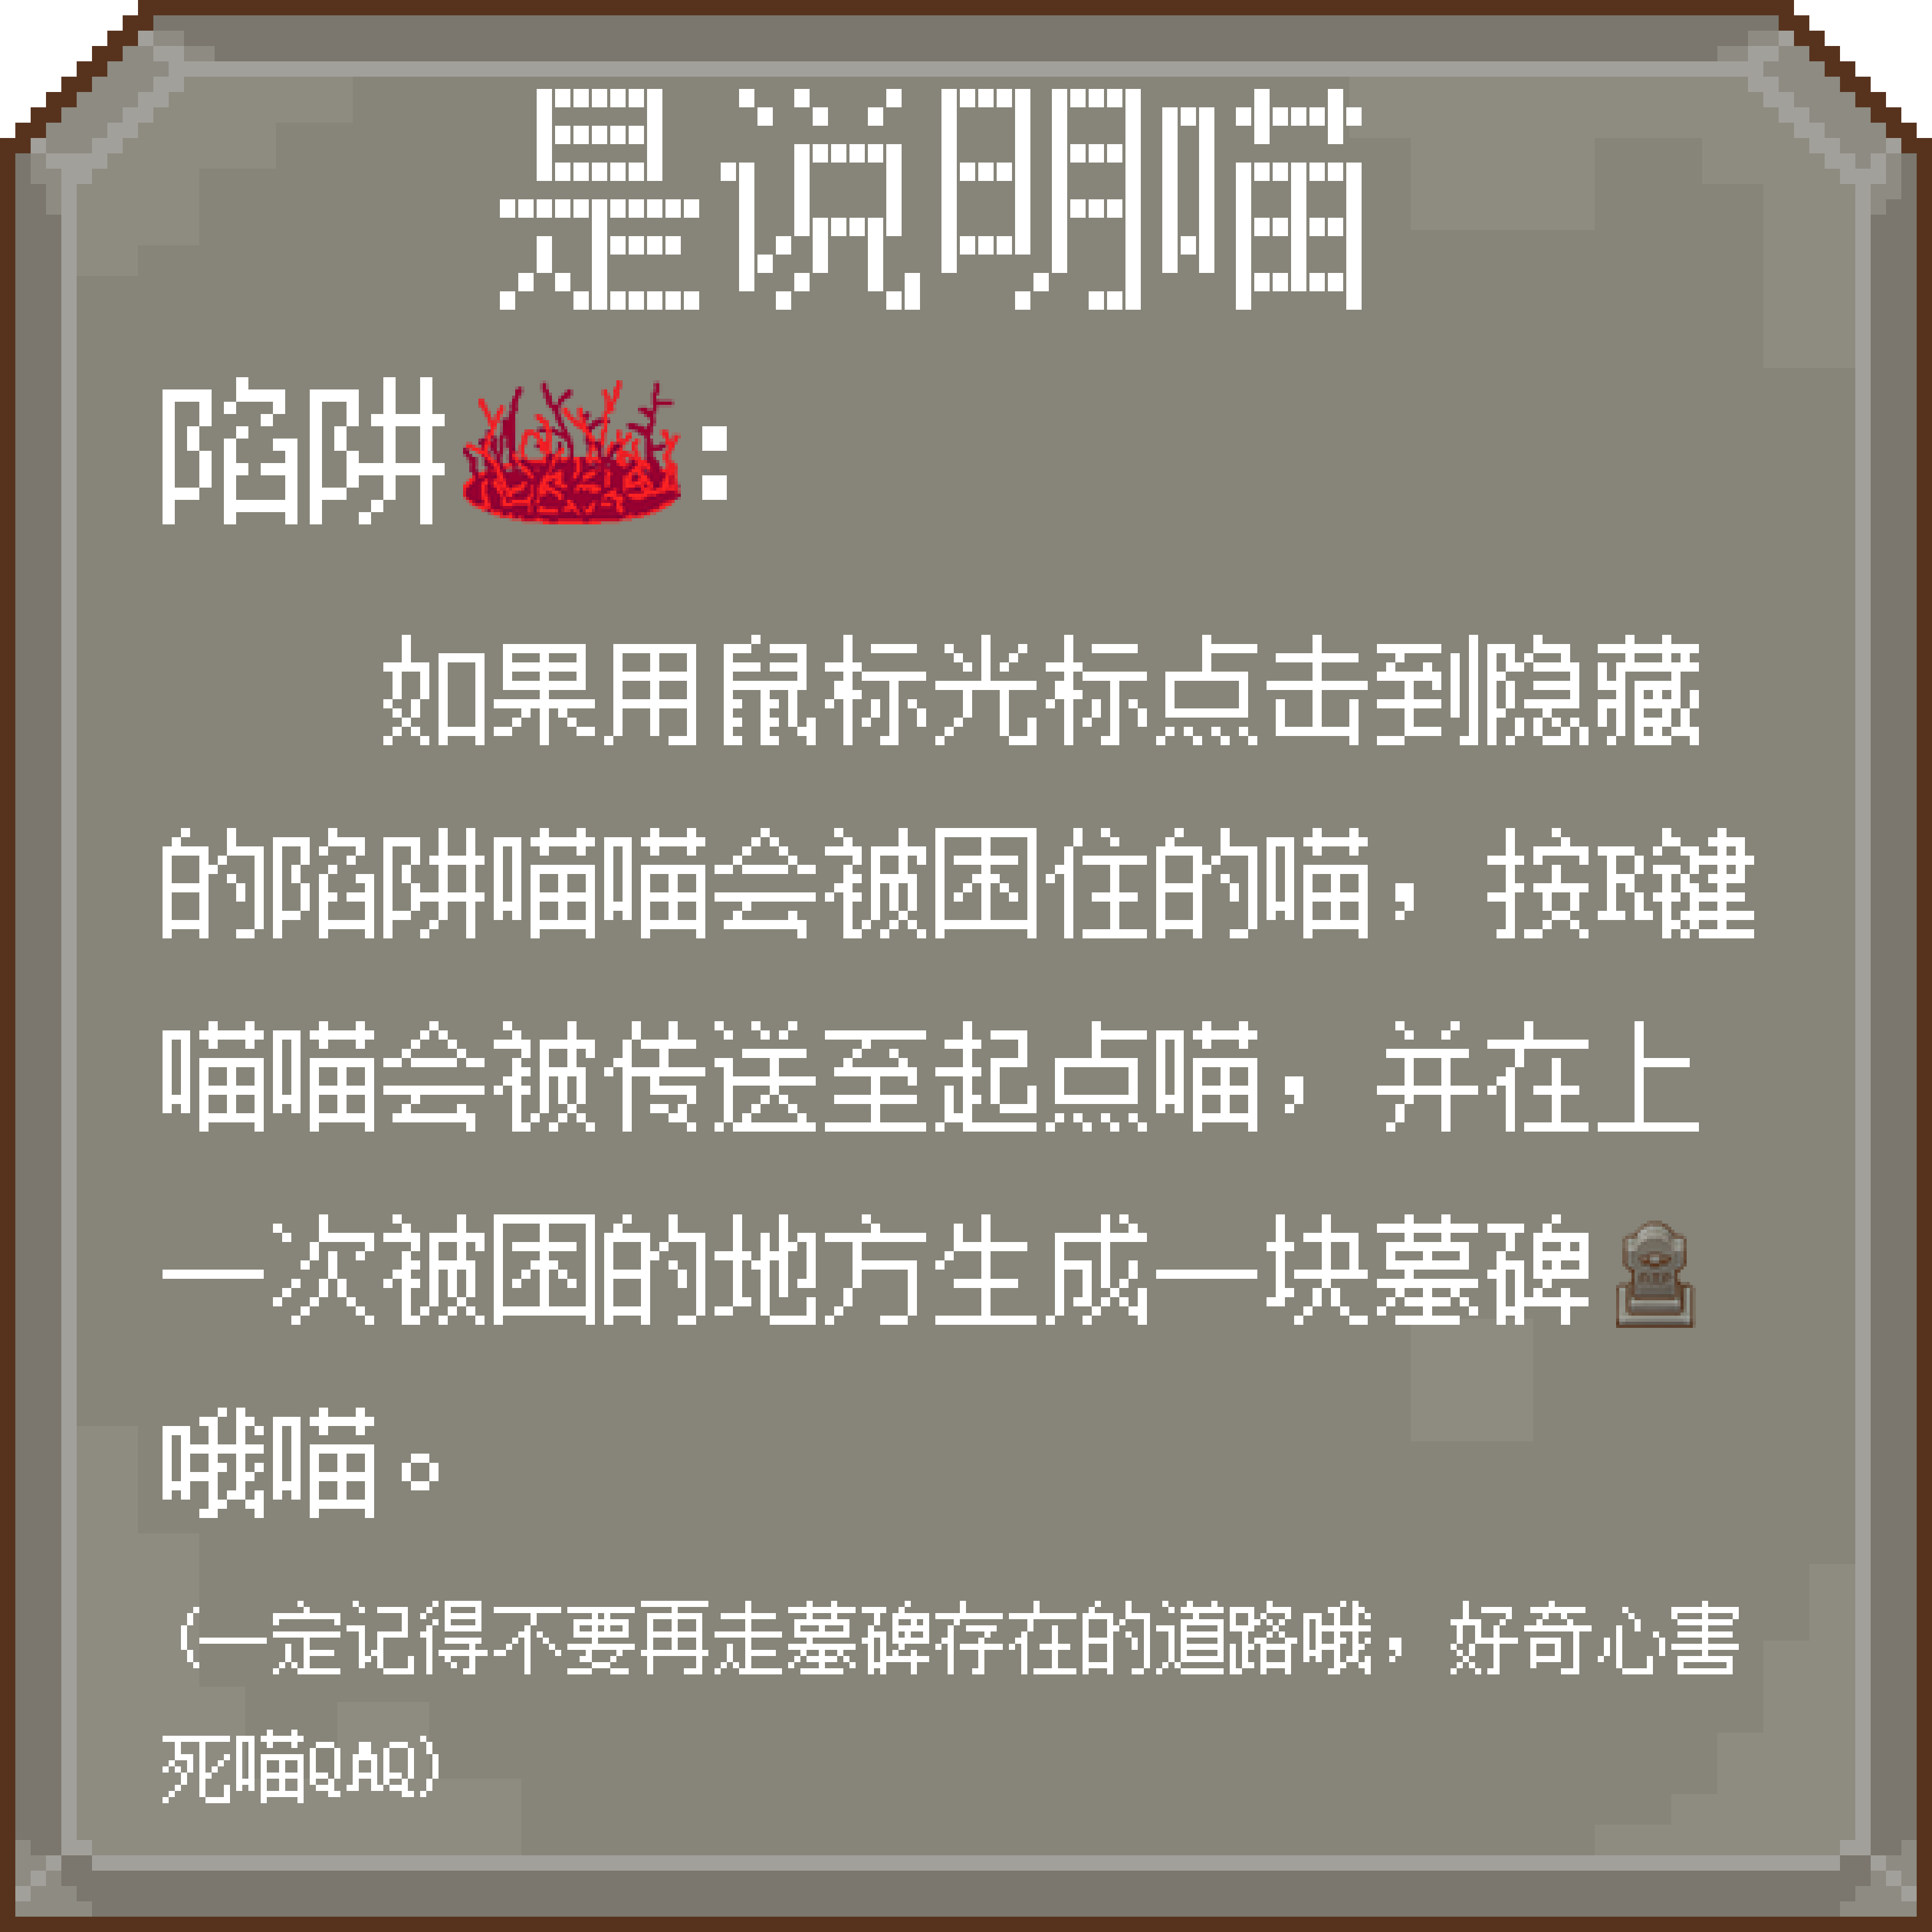 是说明喵
陷阱：
如果用鼠标光标点击到隐藏
的陷阱喵喵会被困住的喵，按R键
喵喵会被传送至起点喵，并在上
一次被困的地方生成一块墓碑
哦喵。
（一定记得不要再走墓碑存在的道路哦，好奇心害
死喵QAQ）